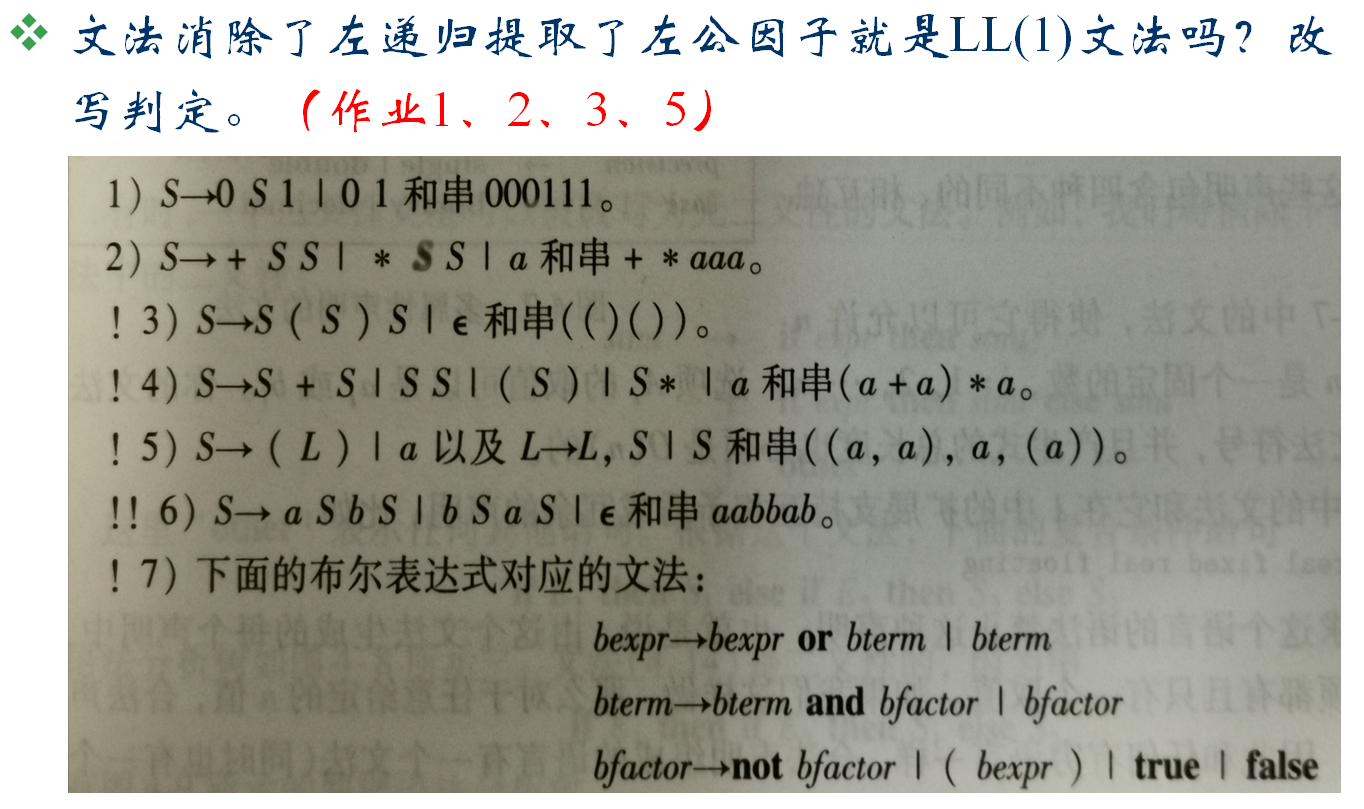 文法消除了左递归提取了左公因子就是LL(1)文法吗？改
写判定。（作业1、2、3、5）
1) S→0 S 1 | 0 1 和串 000111。
2) S→ + S S | * S S | a 和串 + * aaa。
! 3) S→S ( S ) S | ϵ 和串(()())。
! 4) S→S + S | S S | ( S ) | S * | a 和串(a + a) * a。
! 5) S→ ( L ) | a 以及 L→L, S | S 和串((a, a), a, (a))。
!! 6) S→ a S b S | b S a S | ϵ 和串 aabbab。
! 7) 下面的布尔表达式对应的文法：
bexpr→bexpr or bterm | bterm
bterm→bterm and bfactor | bfactor
bfactor→not bfactor | ( bexpr ) | true | false